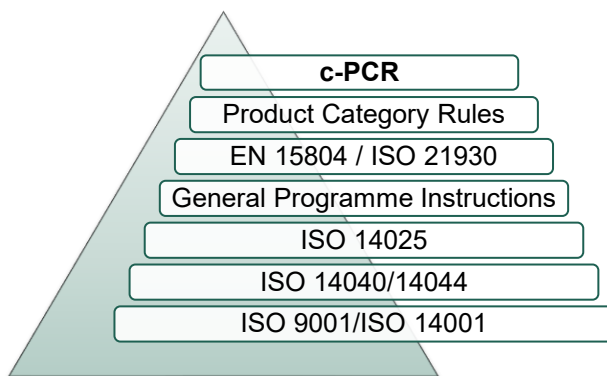 c-PCR
Product Category Rules
EN 15804 / ISO 21930
General Programme Instructions
ISO 14025
ISO 14040/14044
ISO 9001/ISO 14001